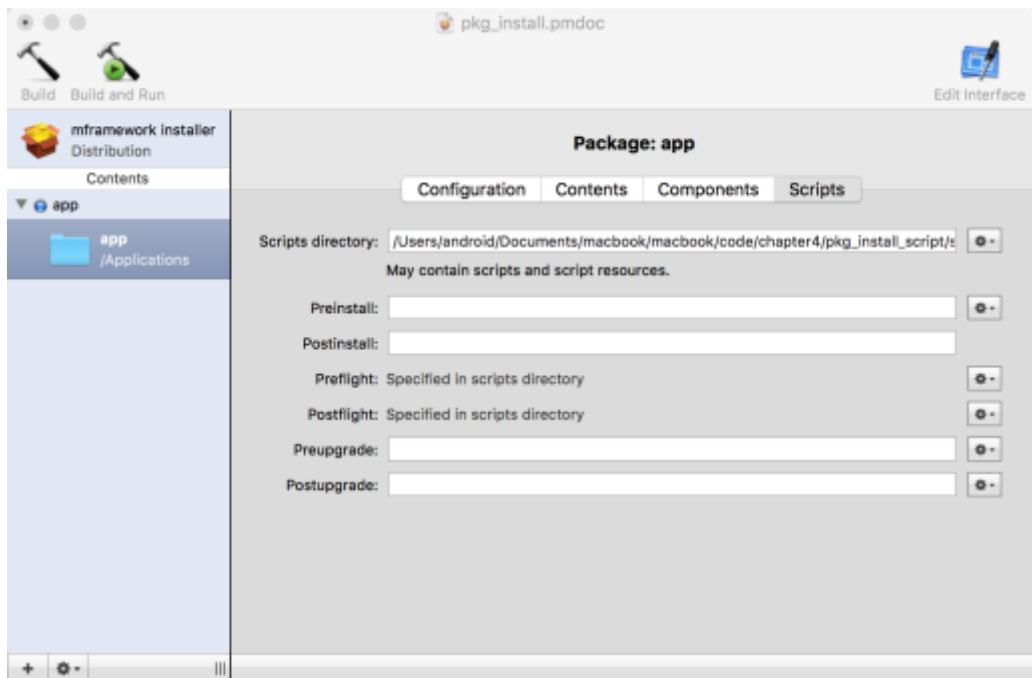 pkg_install.pmdoc
Build
Build and Run
Edit Interface
mframework installer
Distribution
Contents
app
app
/Applications
Package: app
Configuration
Contents
Components
Scripts
Scripts directory: /Users/android/Documents/macbook/macbook/code/chapter4/pkg_install_script/s
May contain scripts and script resources.
Preinstall:
Postinstall:
Preflight: Specified in scripts directory
Postflight: Specified in scripts directory
Preupgrade:
Postupgrade: